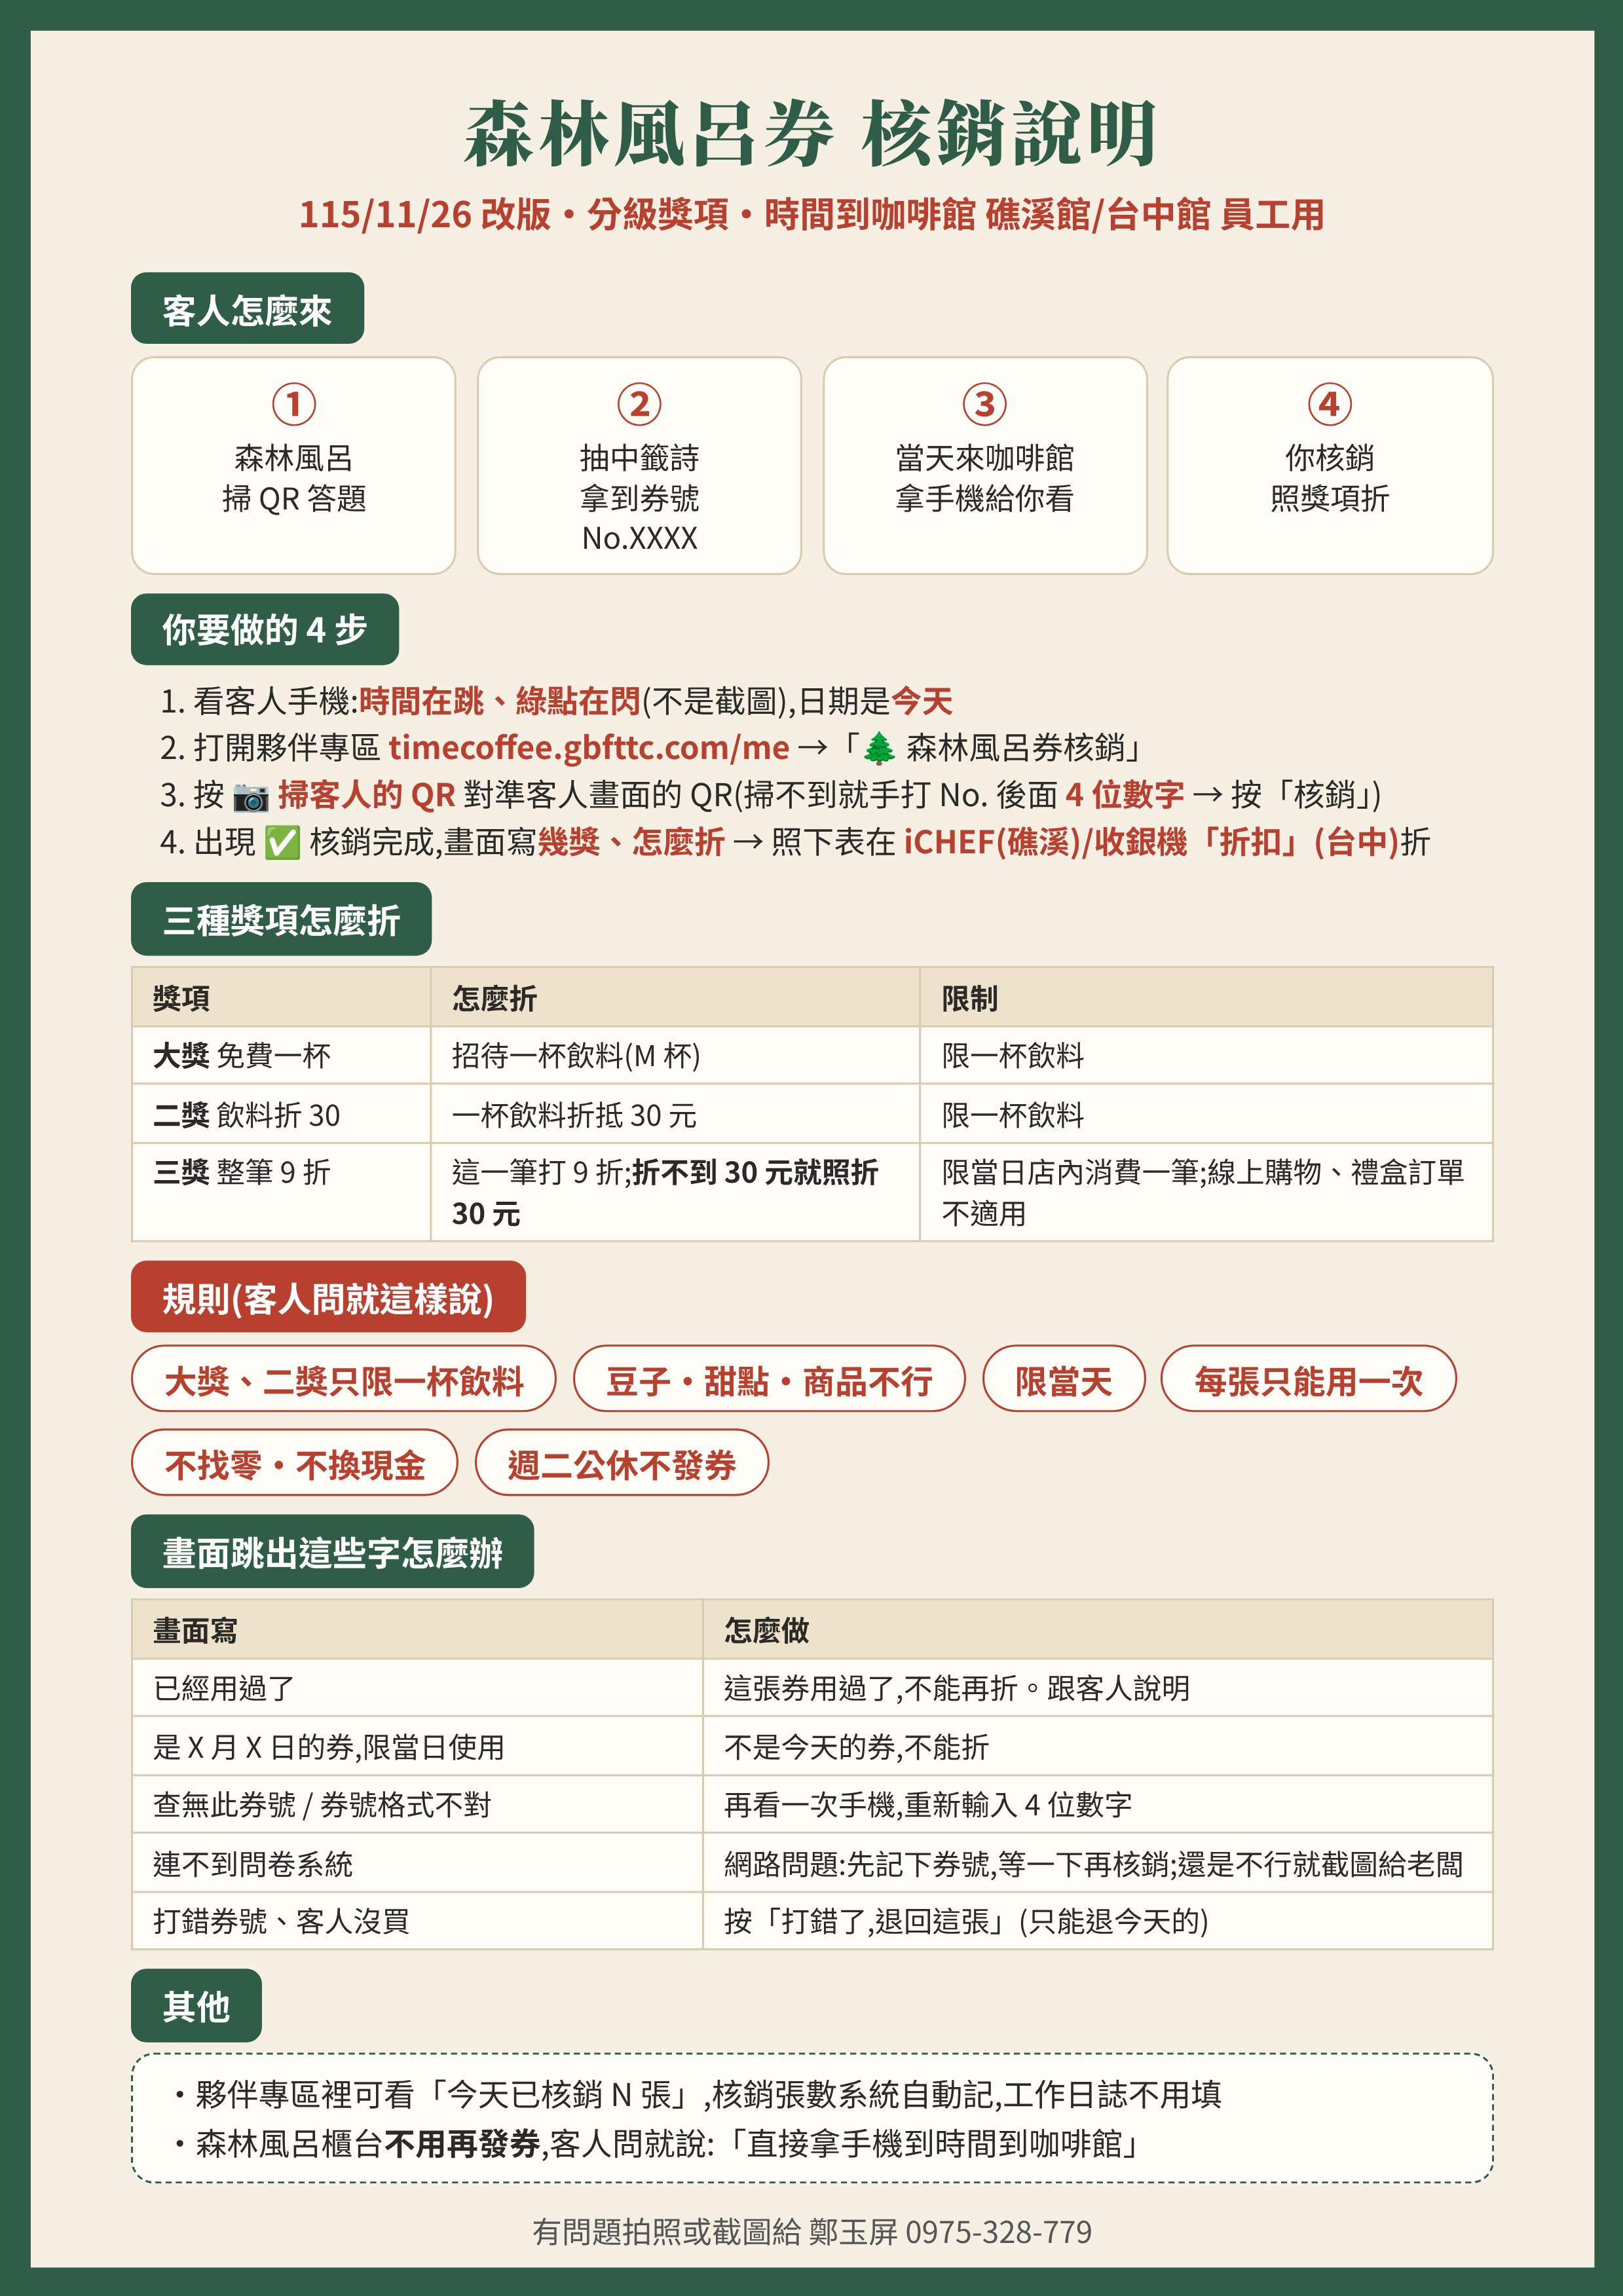 森林風呂券 核銷說明
115/11/26 改版・分級獎項・時間到咖啡館 礁溪館/台中館 員工用
客人怎麼來
①
森林風呂
掃 QR 答題
②
抽中籤詩
拿到券號
No.XXXX
③
當天來咖啡館
拿手機給你看
④
你核銷
照獎項折
你要做的 4 步
1. 看客人手機:時間在跳、綠點在閃(不是截圖),日期是今天
2. 打開夥伴專區 timecoffee.gbfttc.com/me →「🌲 森林風呂券核銷」
3. 按 📷 掃客人的 QR 對準客人畫面的 QR(掃不到就手打 No. 後面 4 位數字 → 按「核銷」)
4. 出現 ✅ 核銷完成,畫面寫幾獎、怎麼折 → 照下表在 iCHEF(礁溪)/收銀機「折扣」(台中)折
三種獎項怎麼折
獎項 怎麼折 限制
大獎 免費一杯 招待一杯飲料(M 杯) 限一杯飲料
二獎 飲料折 30 一杯飲料折抵 30 元 限一杯飲料
三獎 整筆 9 折 這一筆打 9 折;折不到 30 元就照折
30 元 限當日店內消費一筆;線上購物、禮盒訂單
不適用
規則(客人問就這樣說)
大獎、二獎只限一杯飲料 豆子・甜點・商品不行 限當天 每張只能用一次
不找零・不換現金 週二公休不發券
畫面跳出這些字怎麼辦
畫面寫 怎麼做
已經用過了 這張券用過了,不能再折。跟客人說明
是 X 月 X 日的券,限當日使用 不是今天的券,不能折
查無此券號 / 券號格式不對 再看一次手機,重新輸入 4 位數字
連不到問卷系統 網路問題:先記下券號,等一下再核銷;還是不行就截圖給老闆
打錯券號、客人沒買 按「打錯了,退回這張」(只能退今天的)
其他
・夥伴專區裡可看「今天已核銷 N 張」,核銷張數系統自動記,工作日誌不用填
・森林風呂櫃台不用再發券,客人問就說:「直接拿手機到時間到咖啡館」
有問題拍照或截圖給 鄭玉屏 0975-328-779